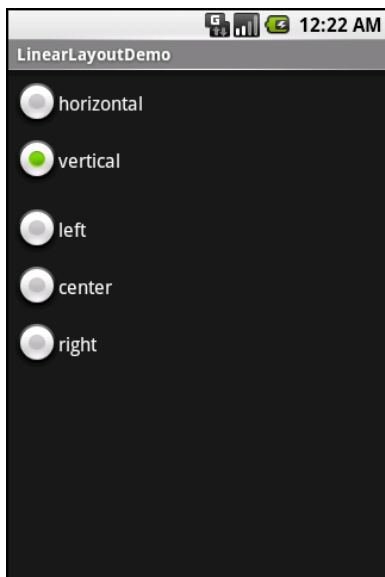 G
12:22 AM
LinearLayoutDemo
horizontal
vertical
left
center
right